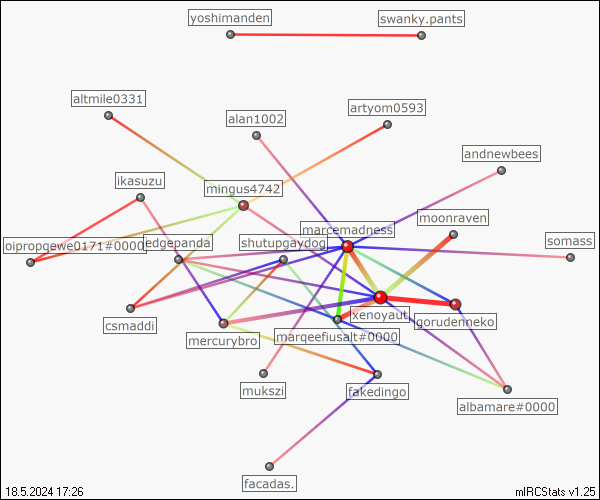 yoshimanden
swanky.pants
altmile0331
artyom0593
alan1002
andnewbees
ikasuzu
mingus4742
moonraven
marcemadness
oipropgewe0171#0000
edgepanda
shutupgaydog
somass
xenoyaut
gorudenneko
csmaddi
mercurybro
marqeefiusalt#0000
mukszi
fakedingo
albamare#0000
facadas.
18.5.2024 17:26
mIRCStats v1.25